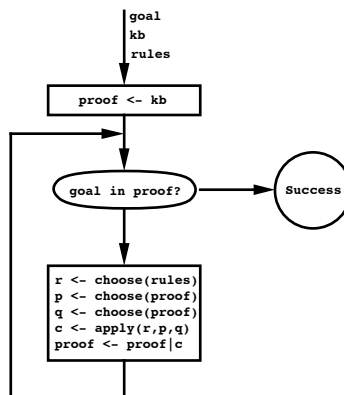 goal
kb
rules
proof <- kb
goal in proof?
Success
r <- choose(rules)
p <- choose(proof)
q <- choose(proof)
c <- apply(r,p,q)
proof <- proof|c